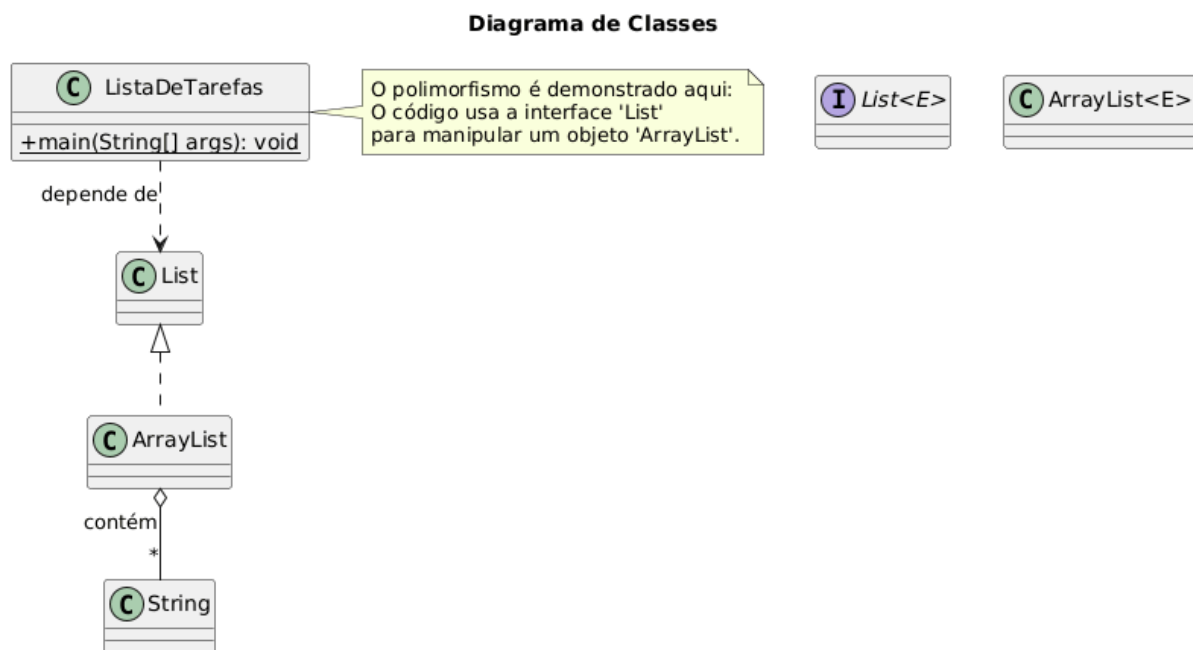 Diagrama de Classes
C ListaDeTarefas
+main(String[] args): void
O polimorfismo é demonstrado aqui:
O código usa a interface 'List'
para manipular um objeto 'ArrayList'.
I List<E>
C ArrayList<E>
depende de
C List
C ArrayList
contém
*
C String